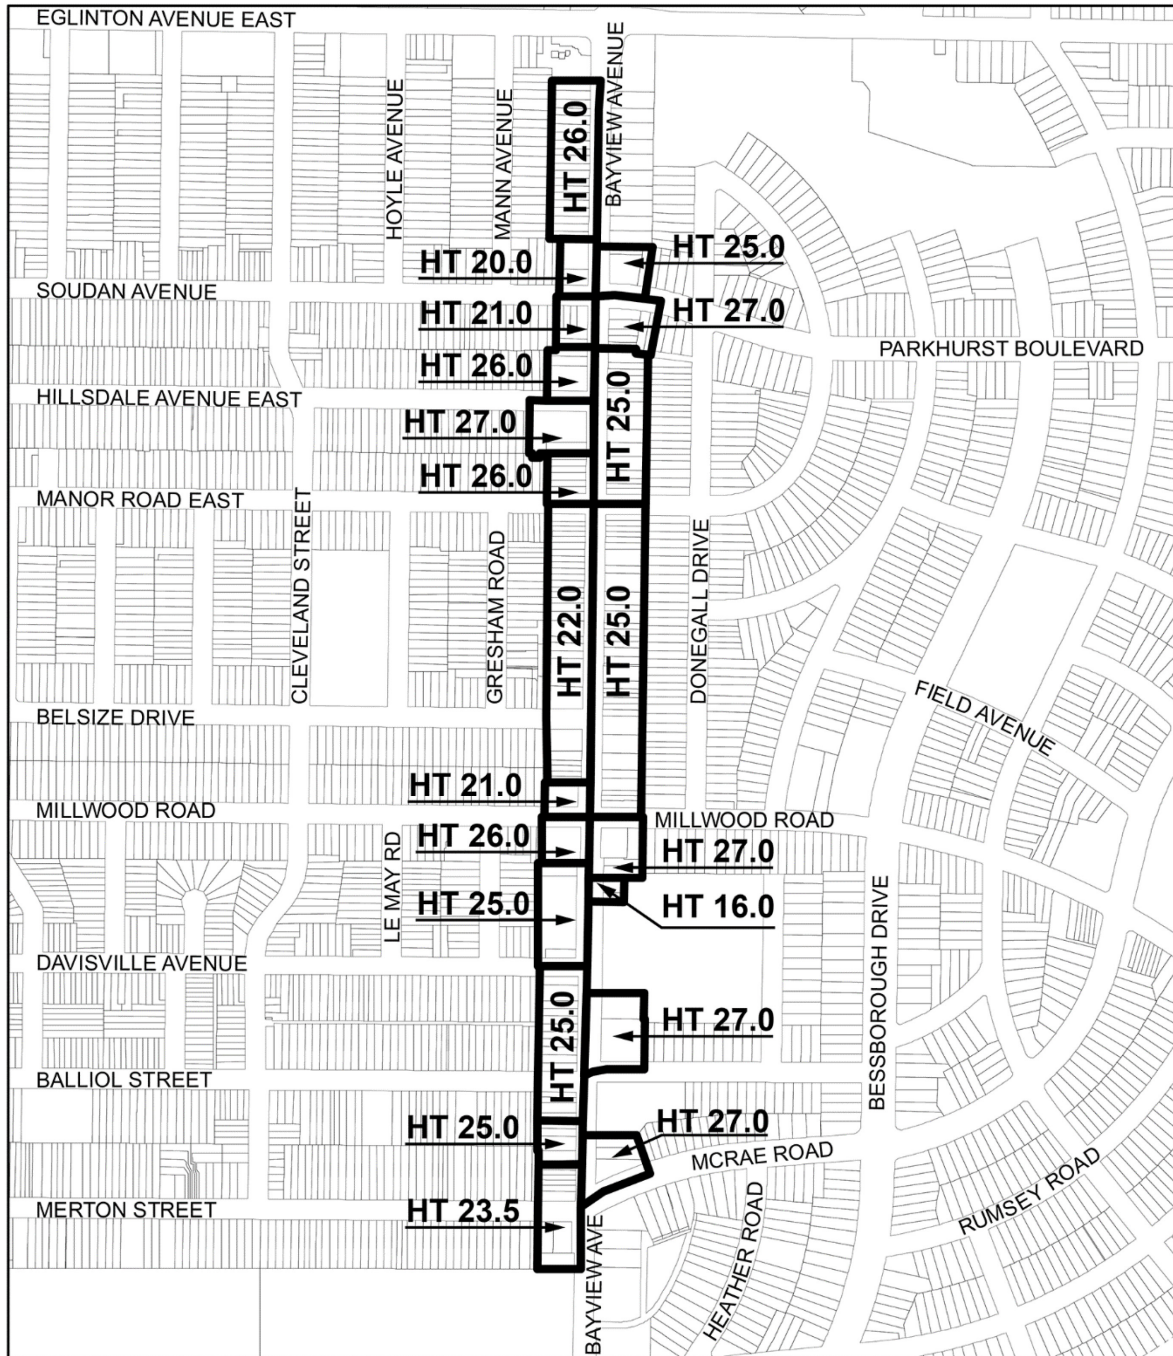 EGLINTON AVENUE EAST
BAYVIEW AVENUE
HOYLE AVENUE
MANN AVENUE
HT 26.0
HT 20.0
HT 25.0
SOUDAN AVENUE
HT 21.0
HT 27.0
PARKHURST BOULEVARD
HT 26.0
HT 25.0
HILLSDALE AVENUE EAST
HT 27.0
HT 26.0
MANOR ROAD EAST
CLEVELAND STREET
GRESHAM ROAD
HT 22.0
HT 25.0
DONEGALL DRIVE
FIELD AVENUE
BELSIZE DRIVE
HT 21.0
MILLWOOD ROAD
MILLWOOD ROAD
HT 26.0
HT 27.0
LE MAY RD
HT 25.0
HT 16.0
BESSBOROUGH DRIVE
DAVISVILLE AVENUE
HT 25.0
HT 27.0
BALLIOL STREET
HT 25.0
HT 27.0
MCRAE ROAD
MERTON STREET
HT 23.5
BAYVIEW AVE
HEATHER ROAD
RUMSEY ROAD